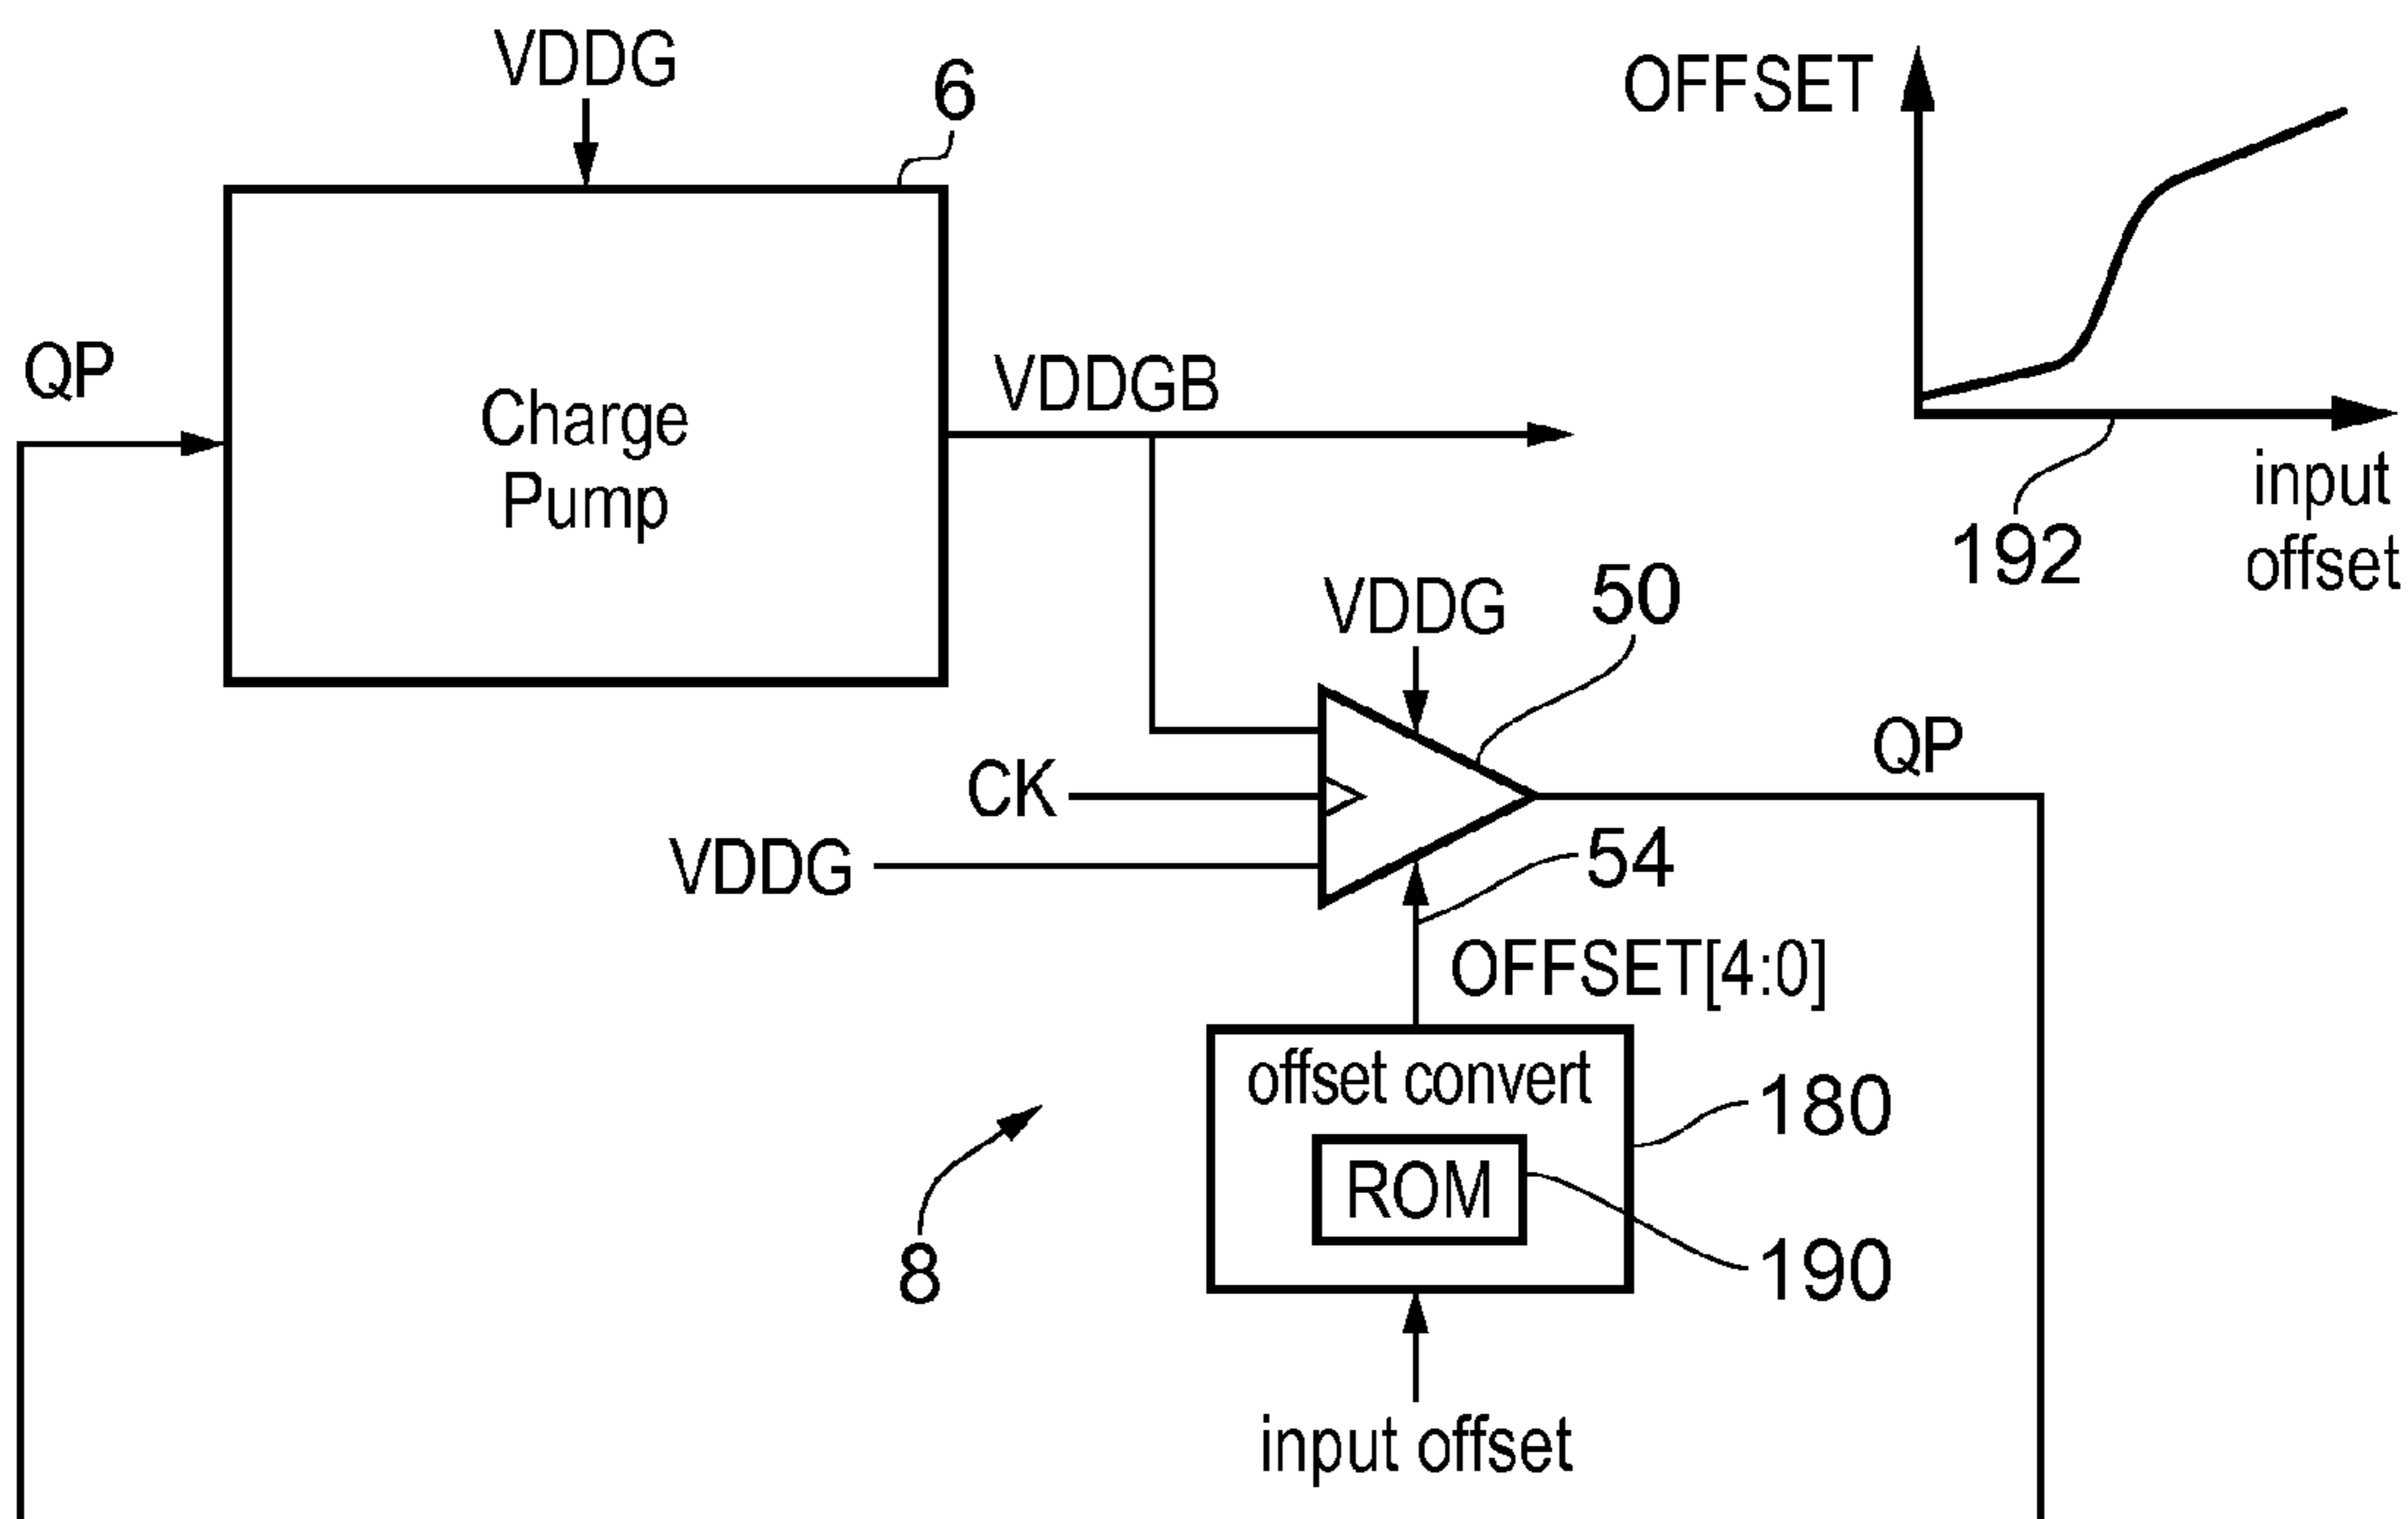 VDDG
6
OFFSET
QP
Charge
Pump
VDDGB
input
offset
192
VDDG
50
CK
QP
VDDG
54
OFFSET[4:0]
offset convert
180
ROM
8
190
input offset